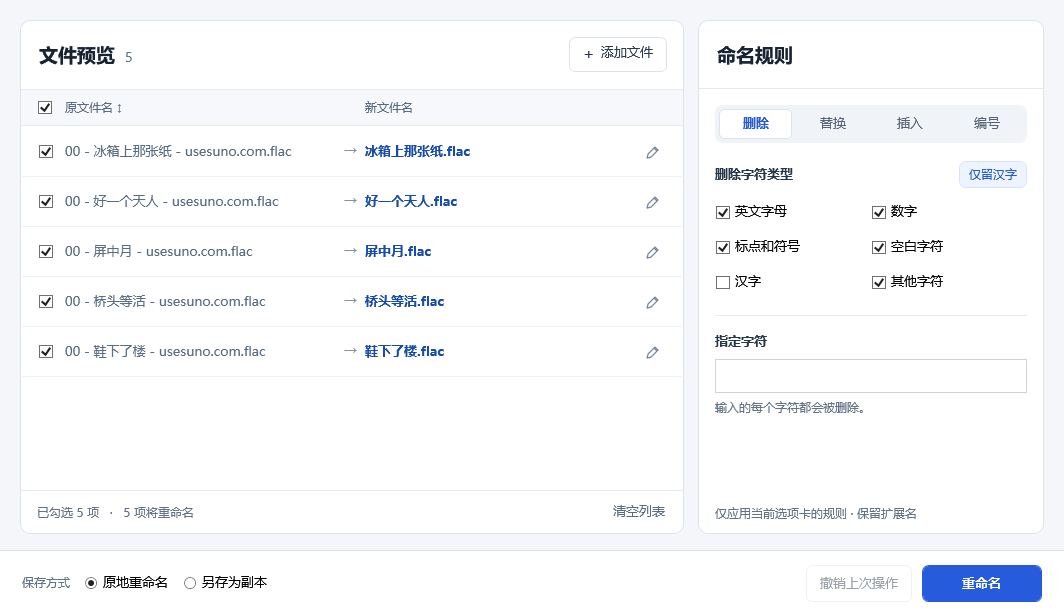 文件预览 5
+ 添加文件
原文件名 ↕ 新文件名
00 - 冰箱上那张纸 - usesuno.com.flac → 冰箱上那张纸.flac
00 - 好一个天人 - usesuno.com.flac → 好一个天人.flac
00 - 屏中月 - usesuno.com.flac → 屏中月.flac
00 - 桥头等活 - usesuno.com.flac → 桥头等活.flac
00 - 鞋下了楼 - usesuno.com.flac → 鞋下了楼.flac
已勾选 5 项 · 5 项将重命名 清空列表
命名规则
删除 替换 插入 编号
删除字符类型 仅留汉字
英文字母 数字
标点和符号 空白字符
汉字 其他字符
指定字符
输入的每个字符都会被删除。
仅应用当前选项卡的规则 · 保留扩展名
保存方式 原地重命名 另存为副本 撤销上次操作 重命名